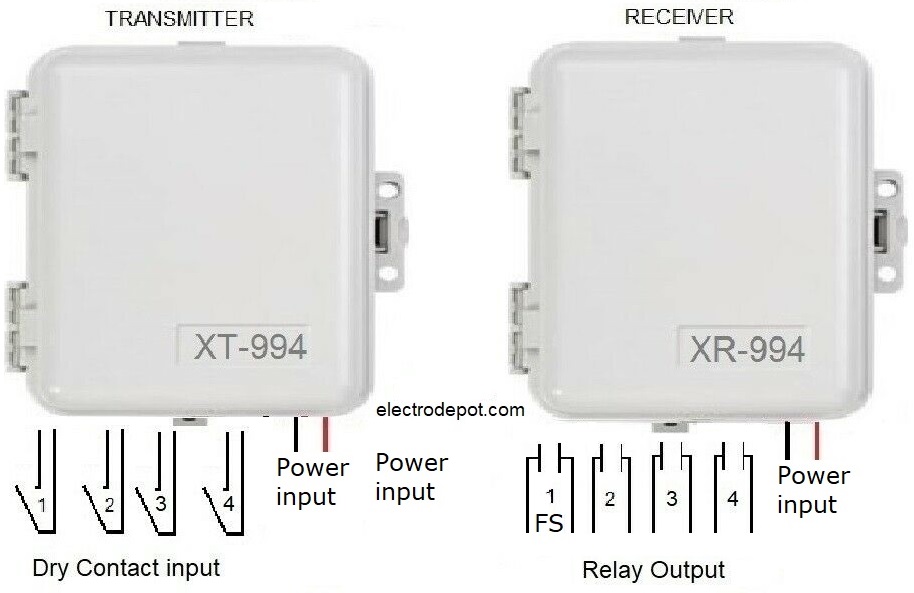 TRANSMITTER
RECEIVER
XT-994
XR-994
electrodepot.com
Power
input
Power
input
Power
input
1
2
3
4
1
FS
2
3
4
Dry Contact input
Relay Output